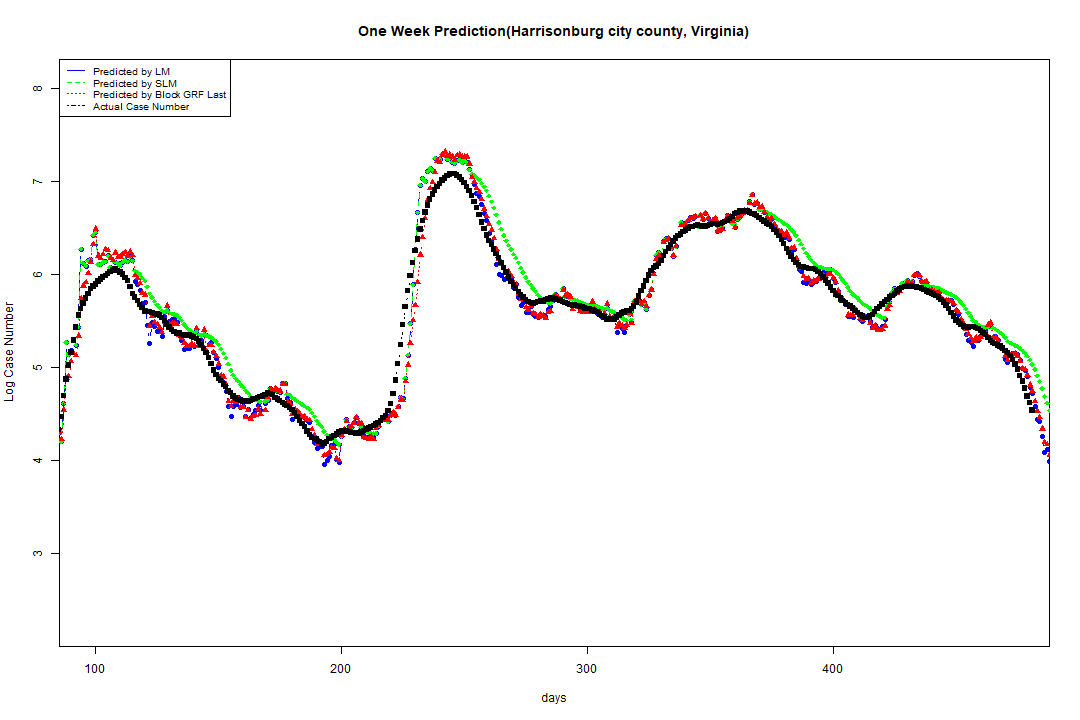 One Week Prediction(Harrisonburg city county, Virginia)
Predicted by LM
Predicted by SLM
Predicted by Block GRF Last
Actual Case Number
8
7
6
5
4
3
Log Case Number
100 200 300 400
days